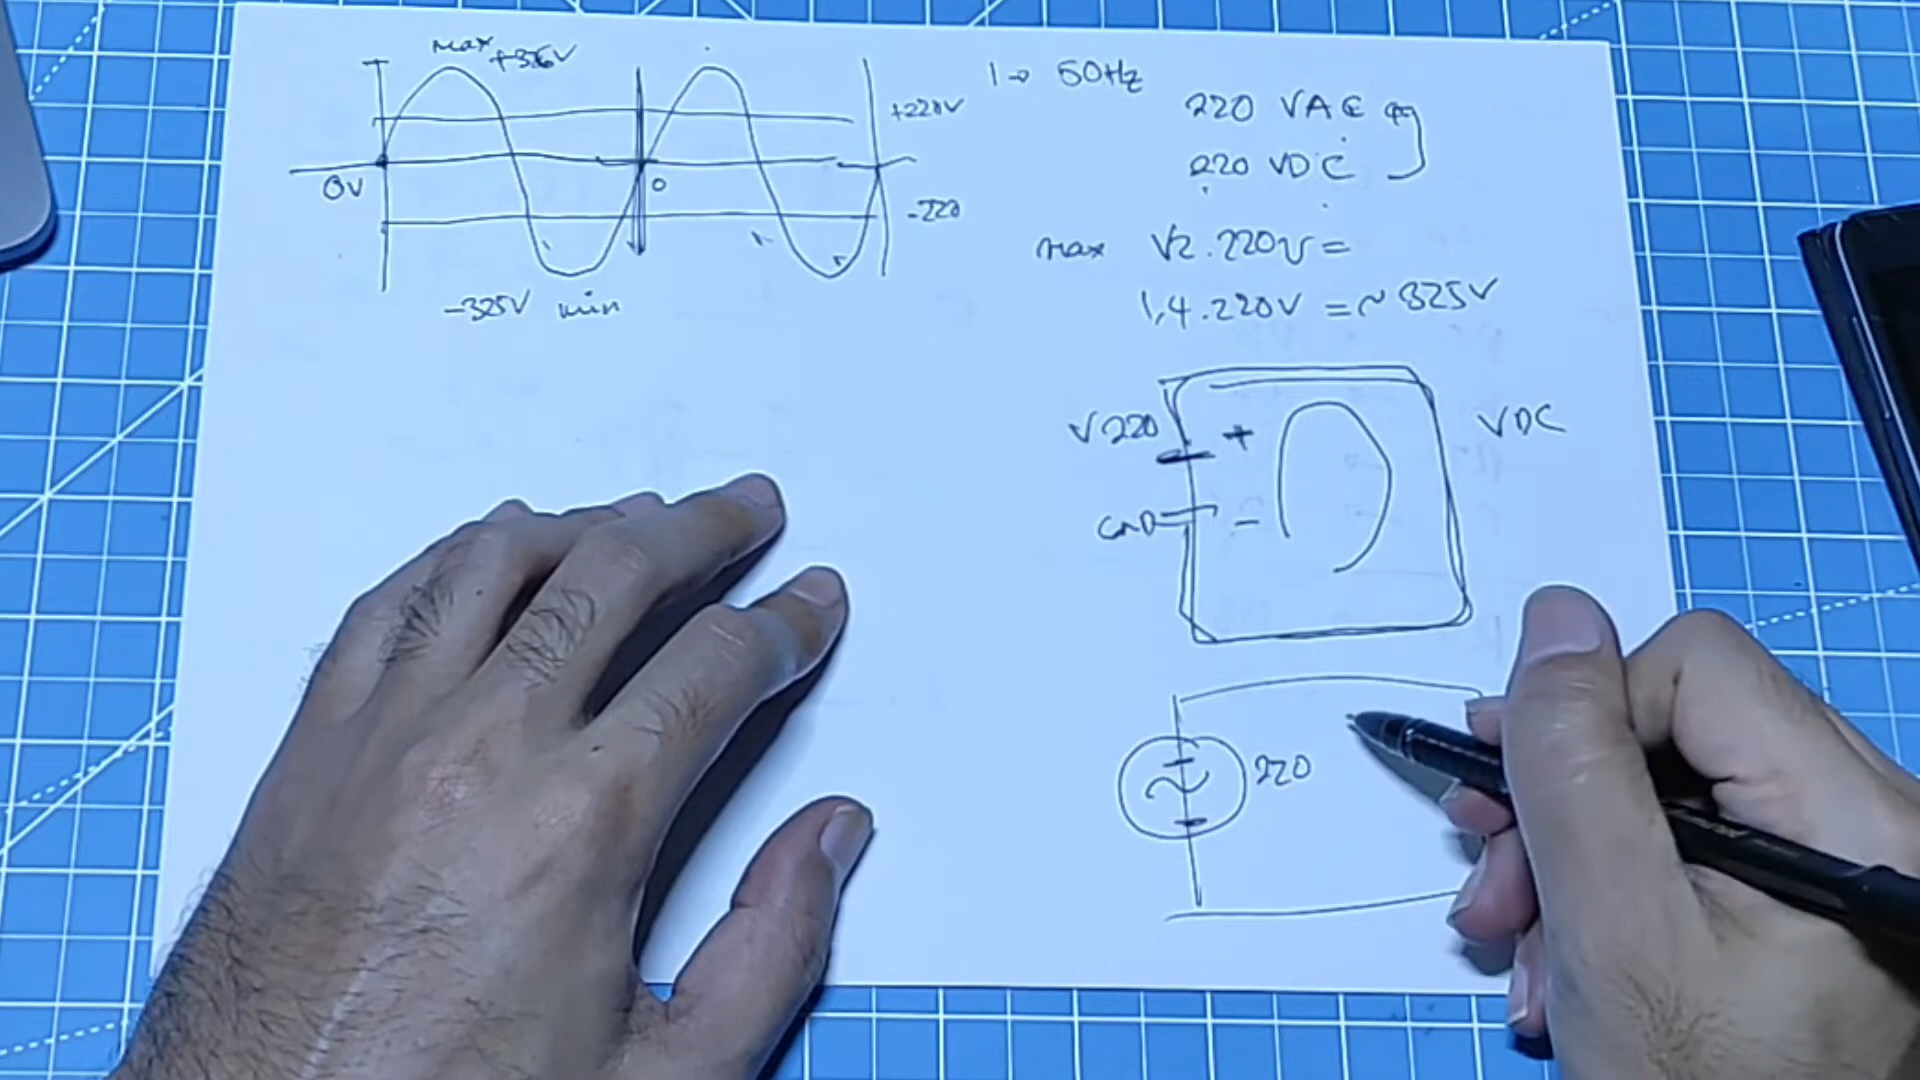 max +325V
+220V
0V
0
-220
-325V min
1 → 50Hz
220 VAC
220 VDC
max √2.220V=
1,4.220V =~325V
V220 +
VDC
GND -
220